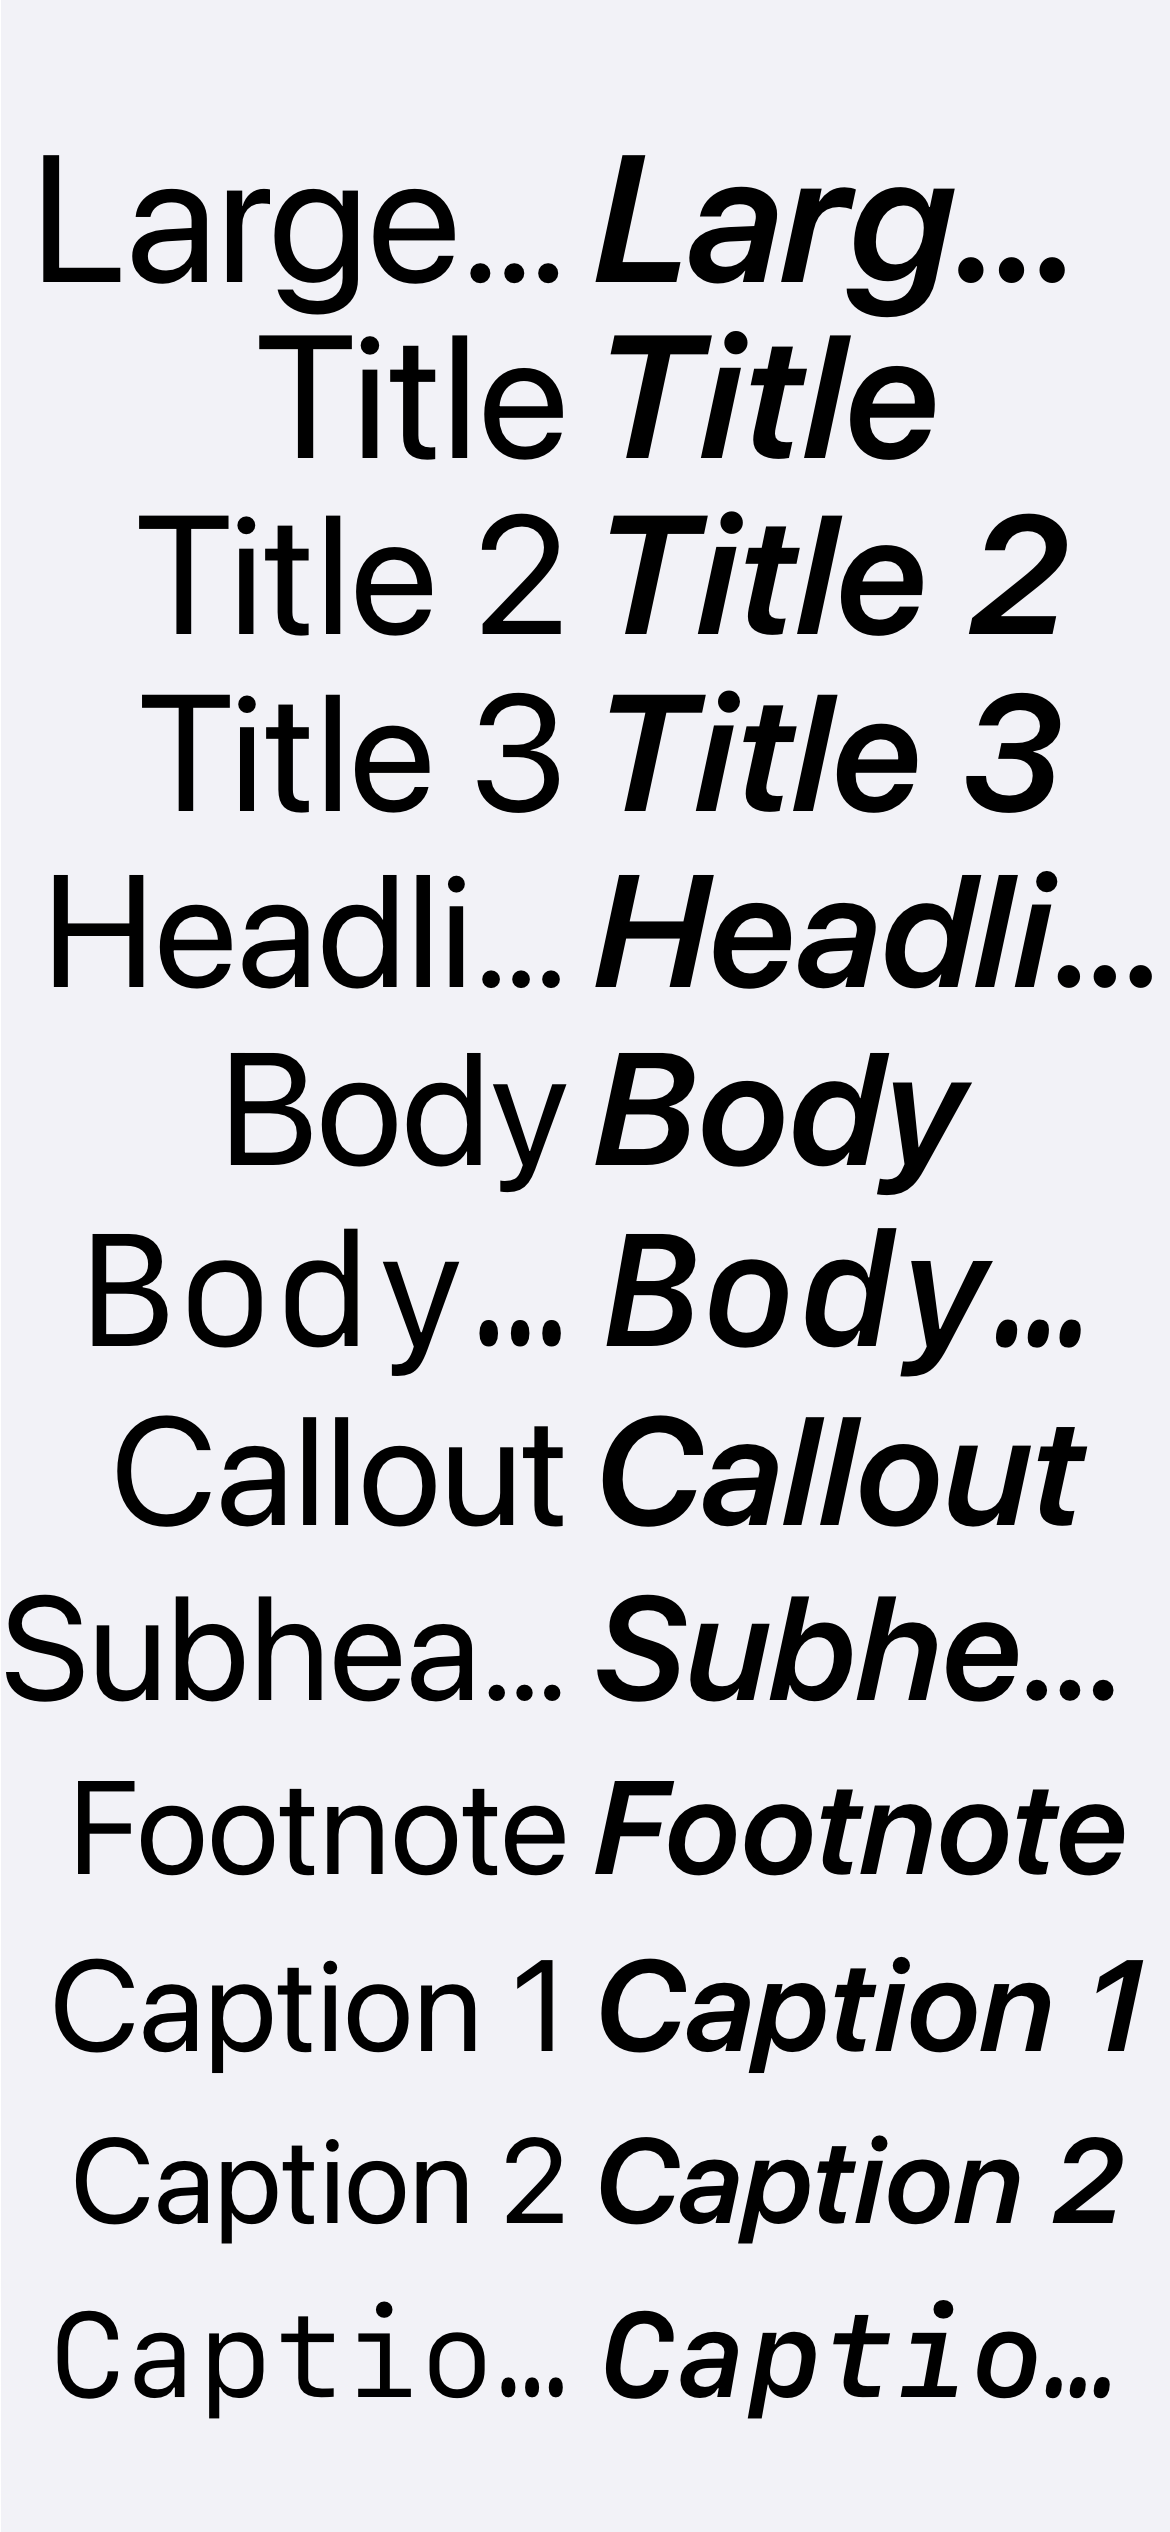 Large… Larg…
Title Title
Title 2 Title 2
Title 3 Title 3
Headli… Headli…
Body Body
Body… Body…
Callout Callout
Subhea… Subhe…
Footnote Footnote
Caption 1 Caption 1
Caption 2 Caption 2
Captio… Captio…